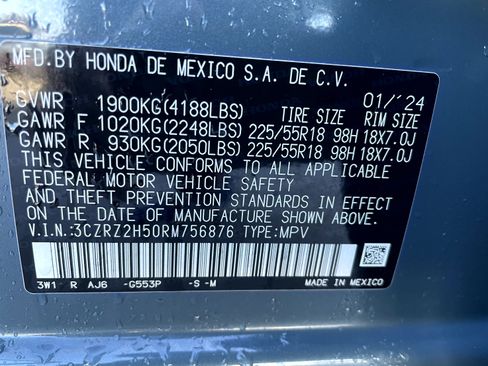 MFD.BY HONDA DE MEXICO S.A. DE C.V.
01/'24
GVWR 1900KG(4188LBS) TIRE SIZE RIM SIZE
GAWR F 1020KG(2248LBS) 225/55R18 98H 18X7.0J
GAWR R 930KG(2050LBS) 225/55R18 98H 18X7.0J
THIS VEHICLE CONFORMS TO ALL APPLICABLE
FEDERAL MOTOR VEHICLE SAFETY
AND THEFT PREVENTION STANDARDS IN EFFECT
ON THE DATE OF MANUFACTURE SHOWN ABOVE.
V.I.N.:3CZRZ2H50RM756876 TYPE:MPV
3W1 R AJ6 -G553P -S-M MADE IN MEXICO